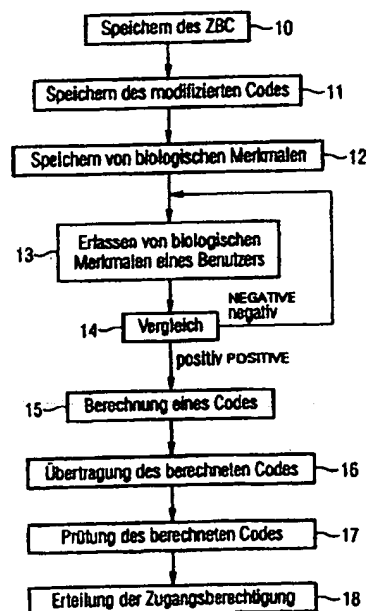 Speichern des ZBC 10
Speichern des modifizierten Codes 11
Speichern von biologischen Merkmalen 12
13 Erfassen von biologischen
Merkmalen eines Benutzers
NEGATIVE
negativ
14 Vergleich
positiv POSITIVE
15 Berechnung eines Codes
Übertragung des berechneten Codes 16
Prütung des berechneten Codes 17
Erteilung der Zugangsberechtigung 18